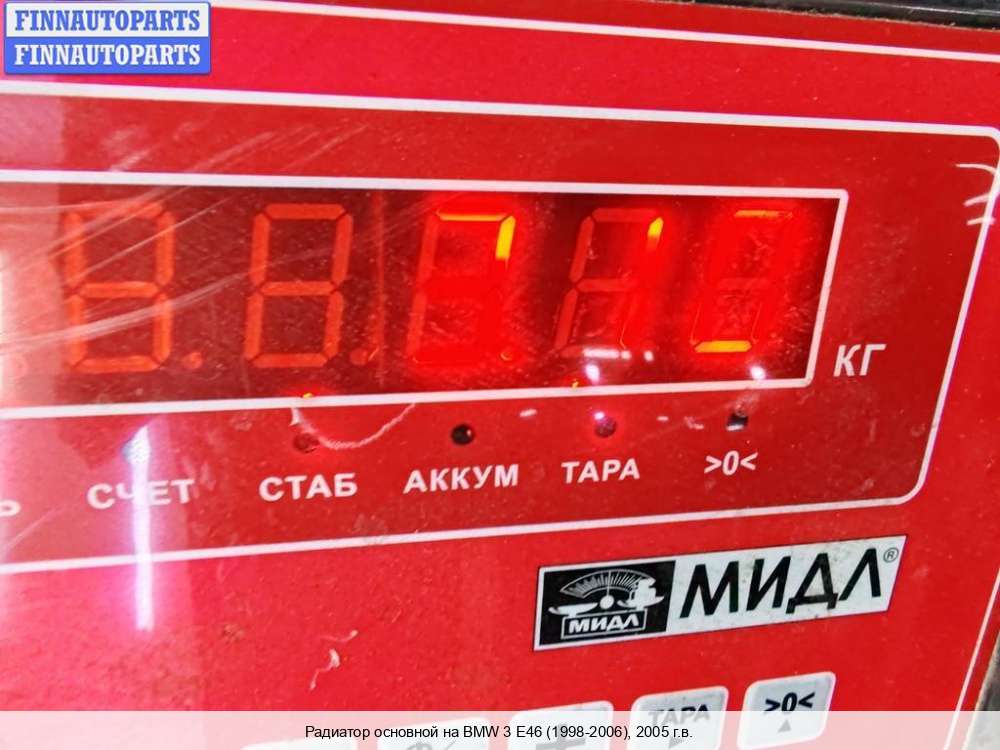 FINNAUTOPARTS
FINNAUTOPARTS
КГ
СЧЕТ
СТАБ
АККУМ
ТАРА
>0<
МИДЛ
МИДЛ®
ТАРА
>0<
Радиатор основной на BMW 3 E46 (1998-2006), 2005 г.в.